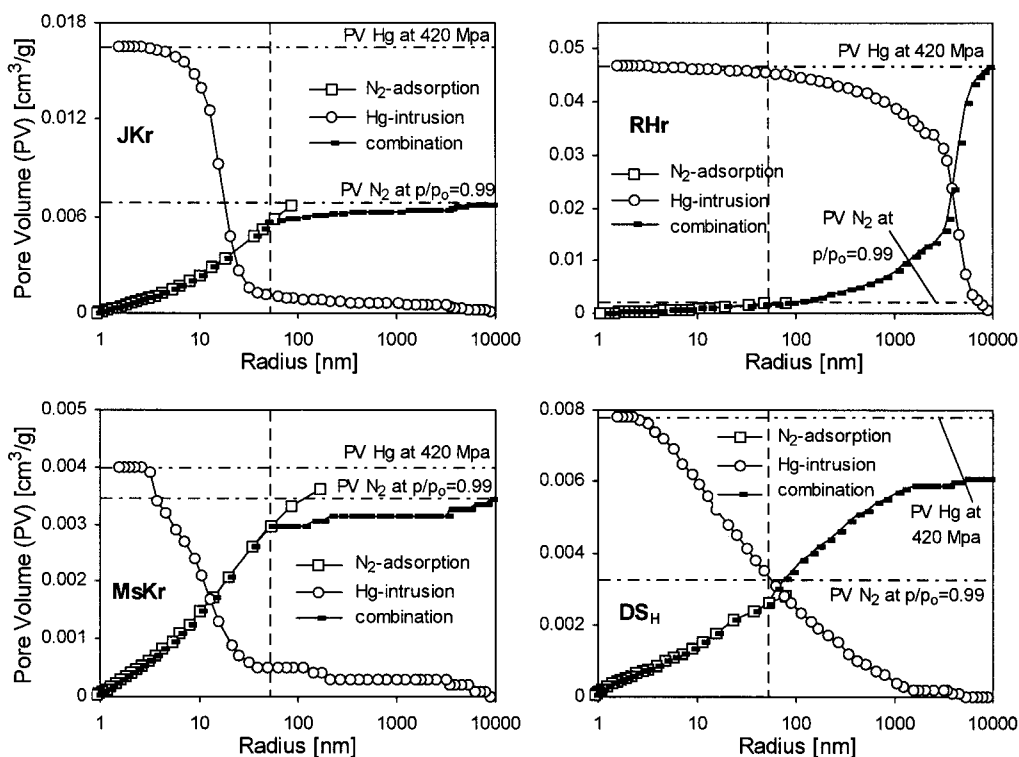 0.018
0.012
0.006
0
Pore Volume (PV) [cm³/g]
PV Hg at 420 Mpa
N₂-adsorption
Hg-intrusion
combination
JKr
PV N₂ at p/pₒ=0.99
1
10
100
1000
10000
Radius [nm]
0.05
0.04
0.03
0.02
0.01
0
PV Hg at 420 MPa
RHr
N₂-adsorption
Hg-intrusion
combination
PV N₂ at
p/pₒ=0.99
1
10
100
1000
10000
Radius [nm]
0.005
0.004
0.003
0.002
0.001
0
Pore Volume (PV) [cm³/g]
PV Hg at 420 Mpa
PV N₂ at p/pₒ=0.99
N₂-adsorption
Hg-intrusion
combination
MsKr
1
10
100
1000
10000
Radius [nm]
0.008
0.006
0.004
0.002
0
N₂-adsorption
Hg-intrusion
combination
PV Hg at
420 Mpa
PV N₂ at p/pₒ=0.99
DSH
1
10
100
1000
10000
Radius [nm]